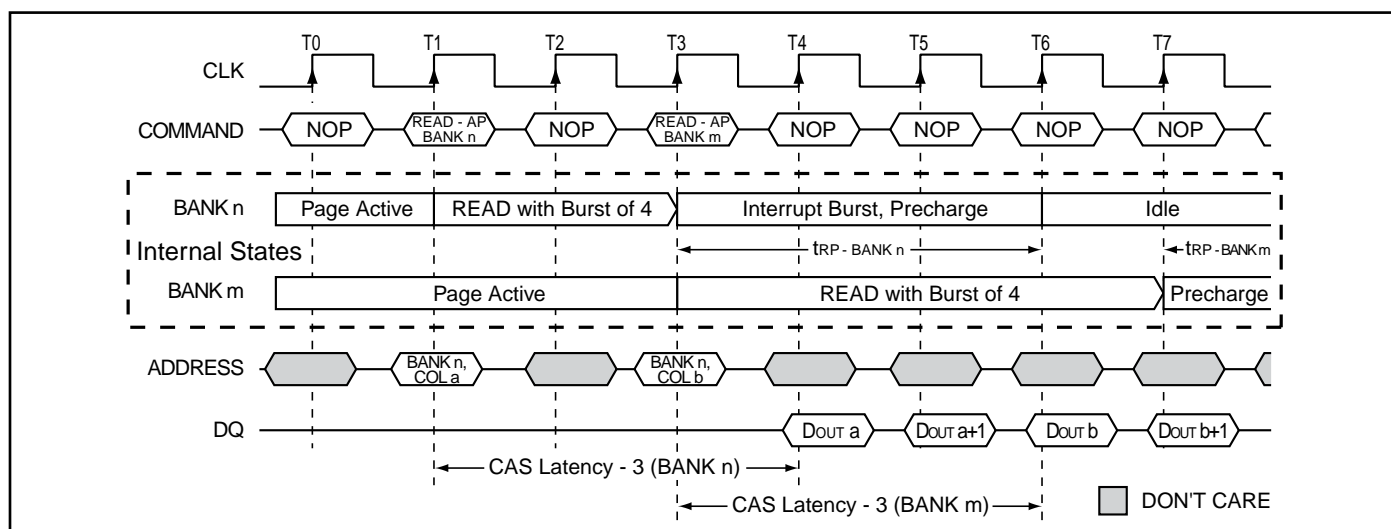 T0 T1 T2 T3 T4 T5 T6 T7
CLK
COMMAND NOP READ - AP BANK n NOP READ - AP BANK m NOP NOP NOP NOP
BANK n Page Active READ with Burst of 4 Interrupt Burst, Precharge Idle
Internal States tRP - BANK n tRP - BANK m
BANK m Page Active READ with Burst of 4 Precharge
ADDRESS BANK n, COL a BANK n, COL b
DQ DOUT a DOUT a+1 DOUT b DOUT b+1
CAS Latency - 3 (BANK n)
CAS Latency - 3 (BANK m) DON'T CARE